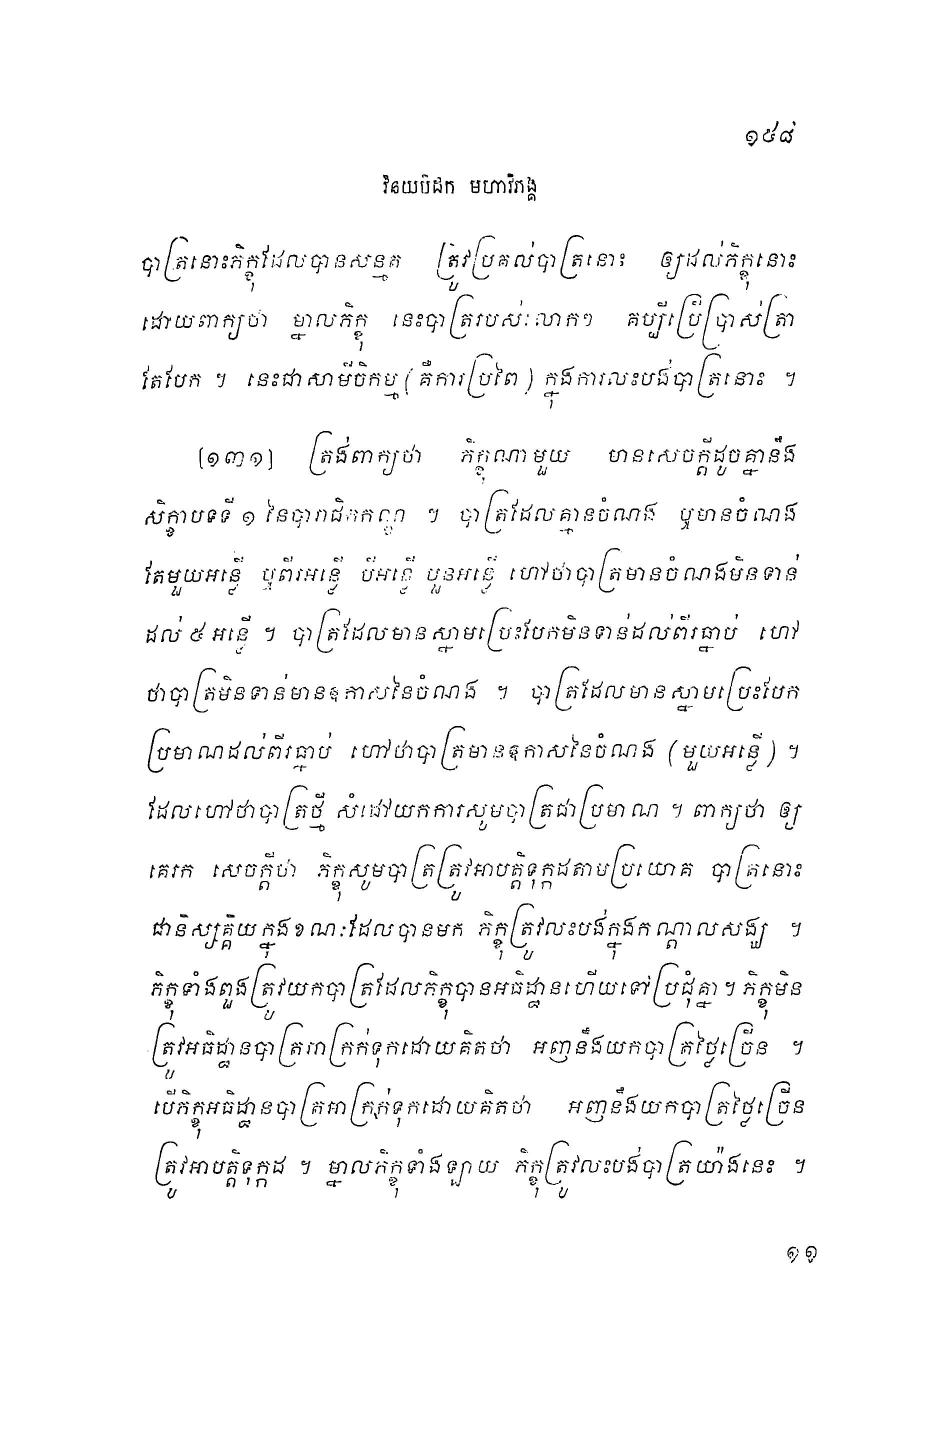 ១៥៨
វិនយបិដក មហាវិភង្គ
បាត្រនោះភិក្ខុដែលបានសន្មត ត្រូវប្រគល់បាត្រនោះ ឲ្យដល់ភិក្ខុនោះ
ដោយពាក្យថា ម្នាលភិក្ខុ នេះបាត្ររបស់លោក។ គប្បីប្រើប្រាស់ត្រា
តែបែក ។ នេះជាសាមីចិកម្ម (គឺការប្រពៃ) ក្នុងការលះបង់បាត្រនោះ ។
(១៣១) ត្រង់ពាក្យថា ភិក្ខុណាមួយ មានសេចក្តីដូចគ្នានឹង
សិក្ខាបទទី ១ នៃបារាជិកកណ្ឌ ។ បាត្រដែលគ្មានចំណង ឬមានចំណង
តែមួយអន្លើ ឬពីរអន្លើ បីអន្លើ បួនអន្លើ ហៅថាបាត្រមានចំណងមិនទាន់
ដល់ ៥ អន្លើ ។ បាត្រដែលមានស្នាមប្រេះបែកមិនទាន់ដល់ពីរធ្នាប់ ហៅ
ថាបាត្រមិនទាន់មានឱកាសនៃចំណង ។ បាត្រដែលមានស្នាមប្រេះបែក
ប្រមាណដល់ពីរធ្នាប់ ហៅថាបាត្រមានឱកាសនៃចំណង (មួយអន្លើ) ។
ដែលហៅថាបាត្រថ្មី សំដៅយកការសូមបាត្រជាប្រមាណ ។ ពាក្យថា ឲ្យ
គេរក សេចក្តីថា ភិក្ខុសូមបាត្រត្រូវអាបត្តិទុក្កដតាមប្រយោគ បាត្រនោះ
ជានិស្សគ្គិយក្នុងខណៈដែលបានមក ភិក្ខុត្រូវលះបង់ក្នុងកណ្តាលសង្ឃ ។
ភិក្ខុទាំងពួងត្រូវយកបាត្រដែលភិក្ខុបានអធិដ្ឋានហើយទៅប្រជុំគ្នា។ ភិក្ខុមិន
ត្រូវអធិដ្ឋានបាត្រអាក្រក់ទុកដោយគិតថា អញនឹងយកបាត្រថ្លៃច្រើន ។
បើភិក្ខុអធិដ្ឋានបាត្រអាក្រក់ទុកដោយគិតថា អញនឹងយកបាត្រថ្លៃច្រើន
ត្រូវអាបត្តិទុក្កដ ។ ម្នាលភិក្ខុទាំងឡាយ ភិក្ខុត្រូវលះបង់បាត្រយ៉ាងនេះ ។